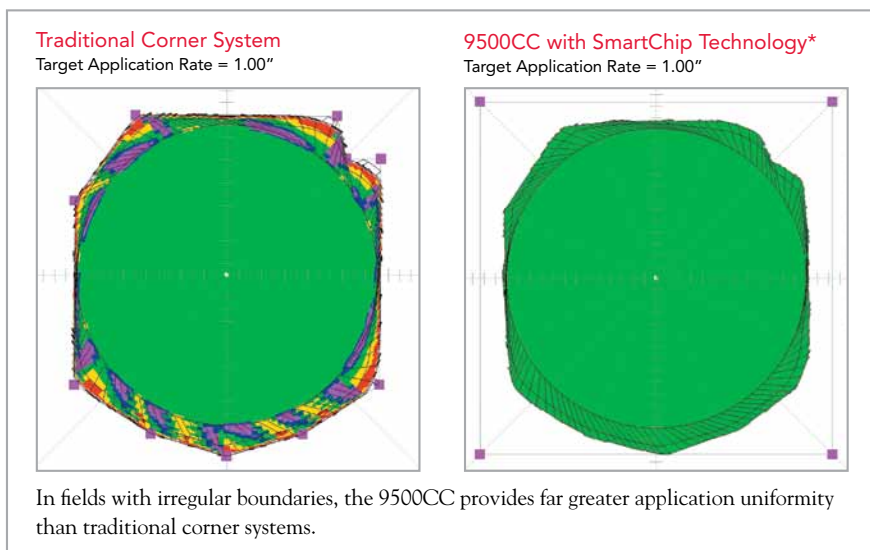 Traditional Corner System
Target Application Rate = 1.00”
9500CC with SmartChip Technology*
Target Application Rate = 1.00”
In fields with irregular boundaries, the 9500CC provides far greater application uniformity
than traditional corner systems.